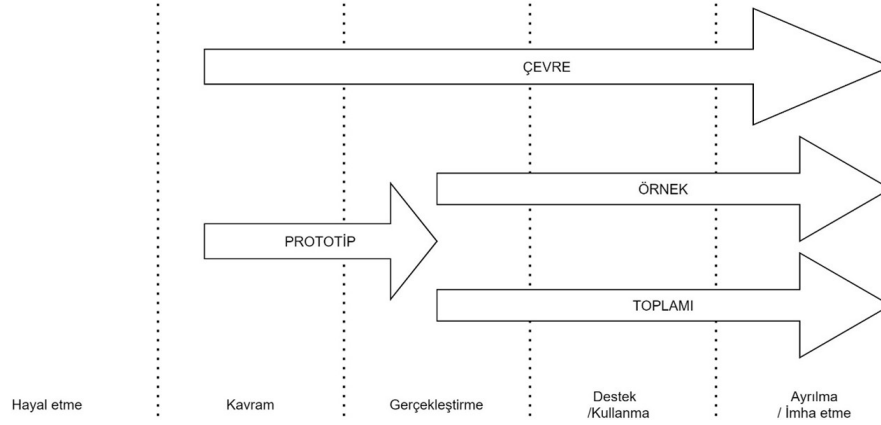 ÇEVRE
ÖRNEK
PROTOTİP
TOPLAMI
Hayal etme
Kavram
Gerçekleştirme
Destek
/Kullanma
Ayrılma
/ İmha etme